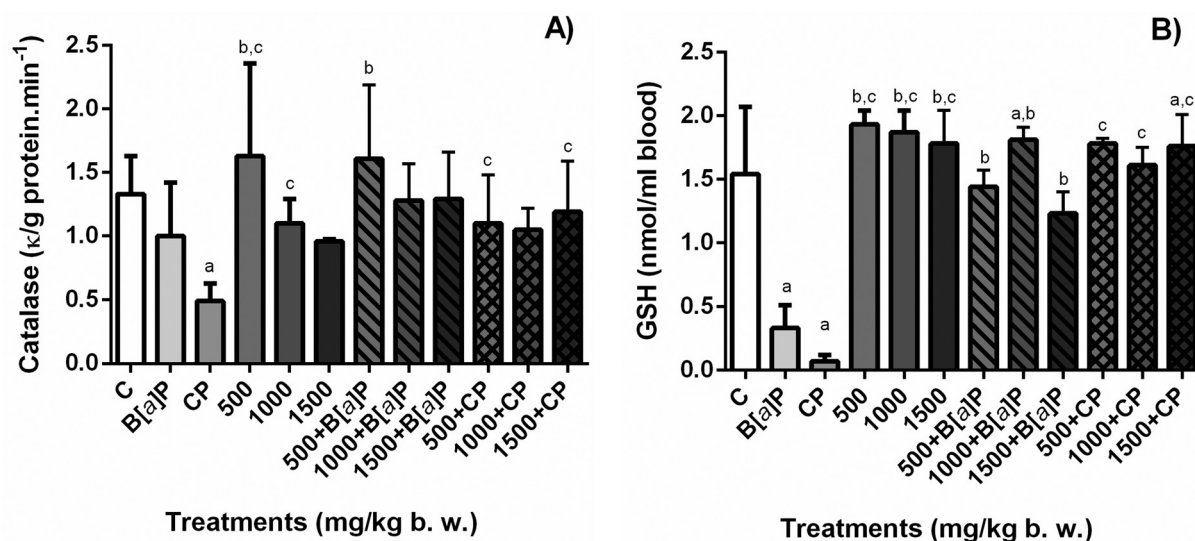 A)
Catalase (κ/g protein.min⁻¹)
2.5
2.0
1.5
1.0
0.5
0.0
b,c
b
c
c
c
a
C
B[a]P
CP
500
1000
1500
500+B[a]P
1000+B[a]P
1500+B[a]P
500+CP
1000+CP
1500+CP
Treatments (mg/kg b. w.)
B)
GSH (nmol/ml blood)
2.5
2.0
1.5
1.0
0.5
0.0
a
a
b,c
b,c
b,c
b
a,b
b
c
c
a,c
C
B[a]P
CP
500
1000
1500
500+B[a]P
1000+B[a]P
1500+B[a]P
500+CP
1000+CP
1500+CP
Treatments (mg/kg b. w.)